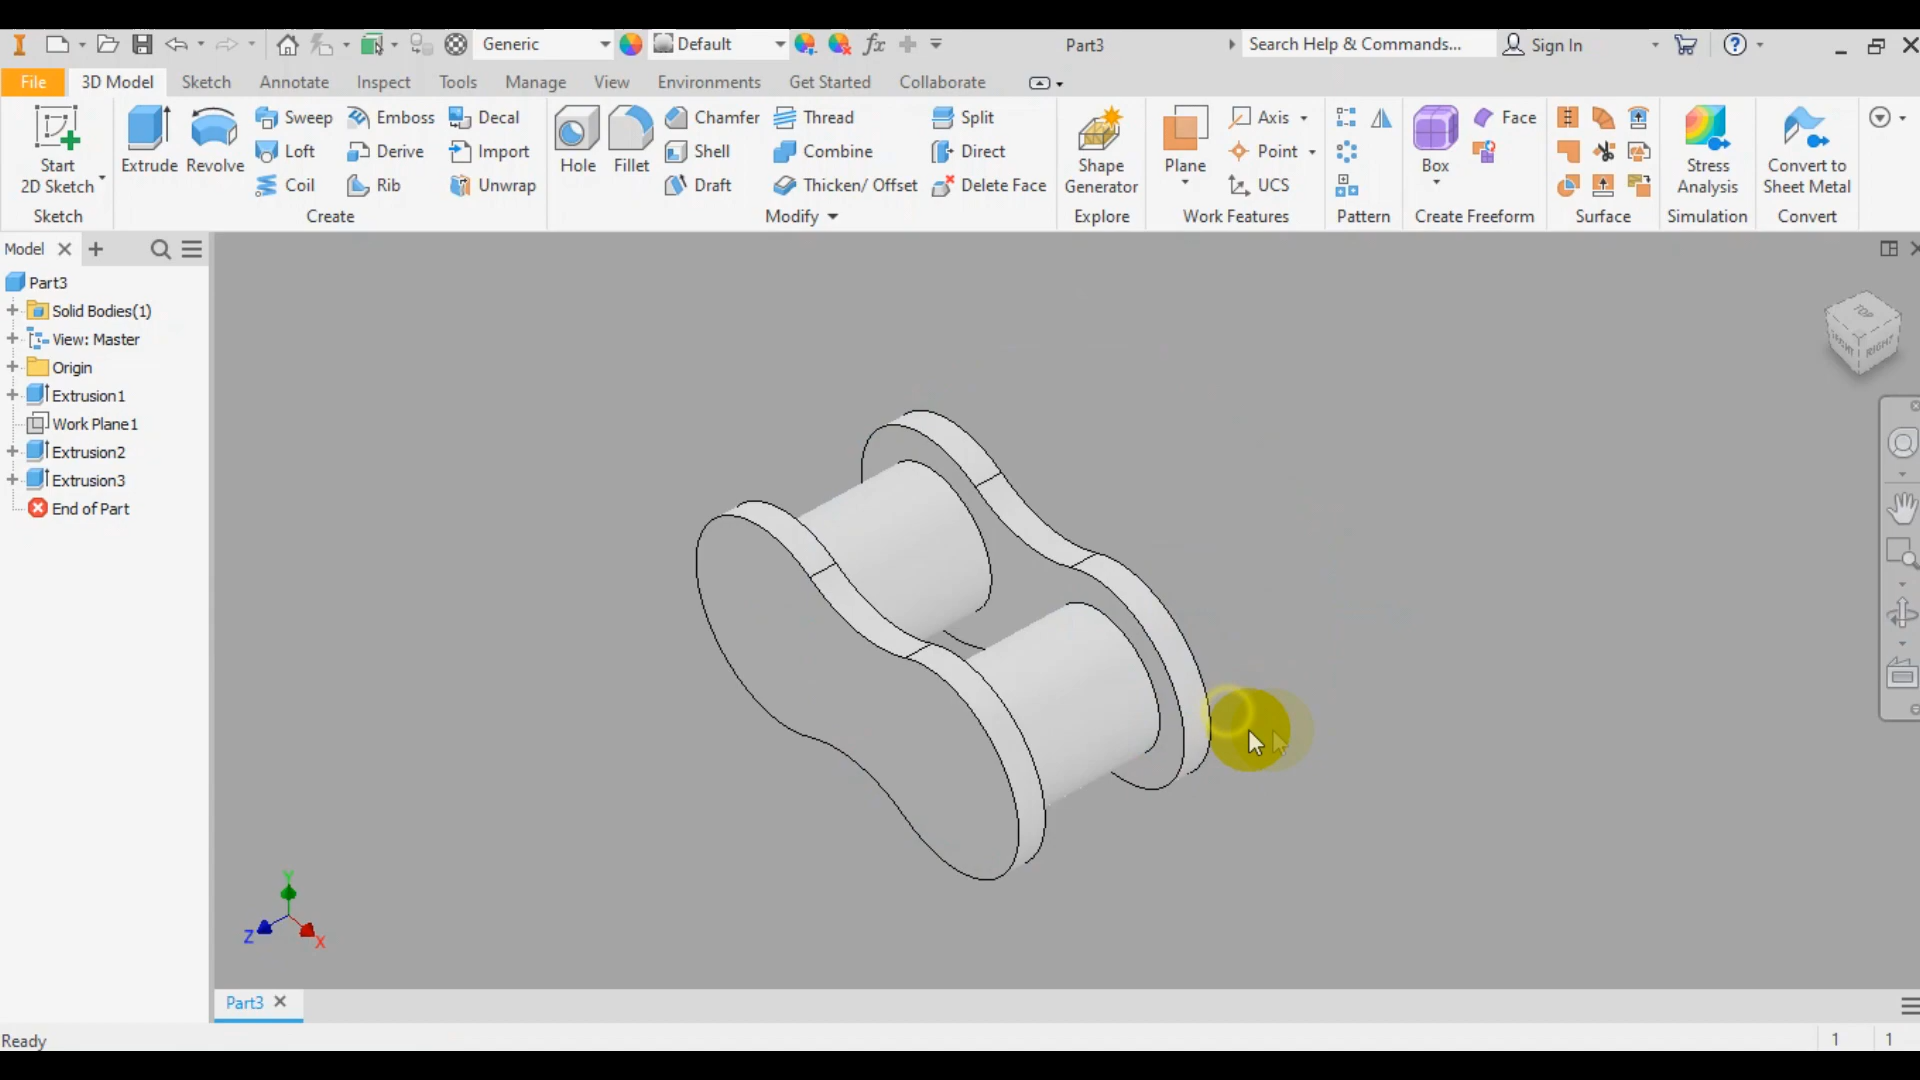 Generic Default Part3 Search Help & Commands... Sign In
File 3D Model Sketch Annotate Inspect Tools Manage View Environments Get Started Collaborate
Start 2D Sketch
Extrude
Revolve
Sweep
Loft
Coil
Emboss
Derive
Rib
Decal
Import
Unwrap
Hole
Fillet
Chamfer
Shell
Draft
Thread
Combine
Thicken/ Offset
Split
Direct
Delete Face
Shape Generator
Plane
Axis
Point
UCS
Box
Face
Stress Analysis
Convert to Sheet Metal
Sketch Create Modify Explore Work Features Pattern Create Freeform Surface Simulation Convert
Model
Part3
Solid Bodies(1)
View: Master
Origin
Extrusion1
Work Plane1
Extrusion2
Extrusion3
End of Part
TOP
RIGHT
Y
Z
X
Part3
Ready 1 1